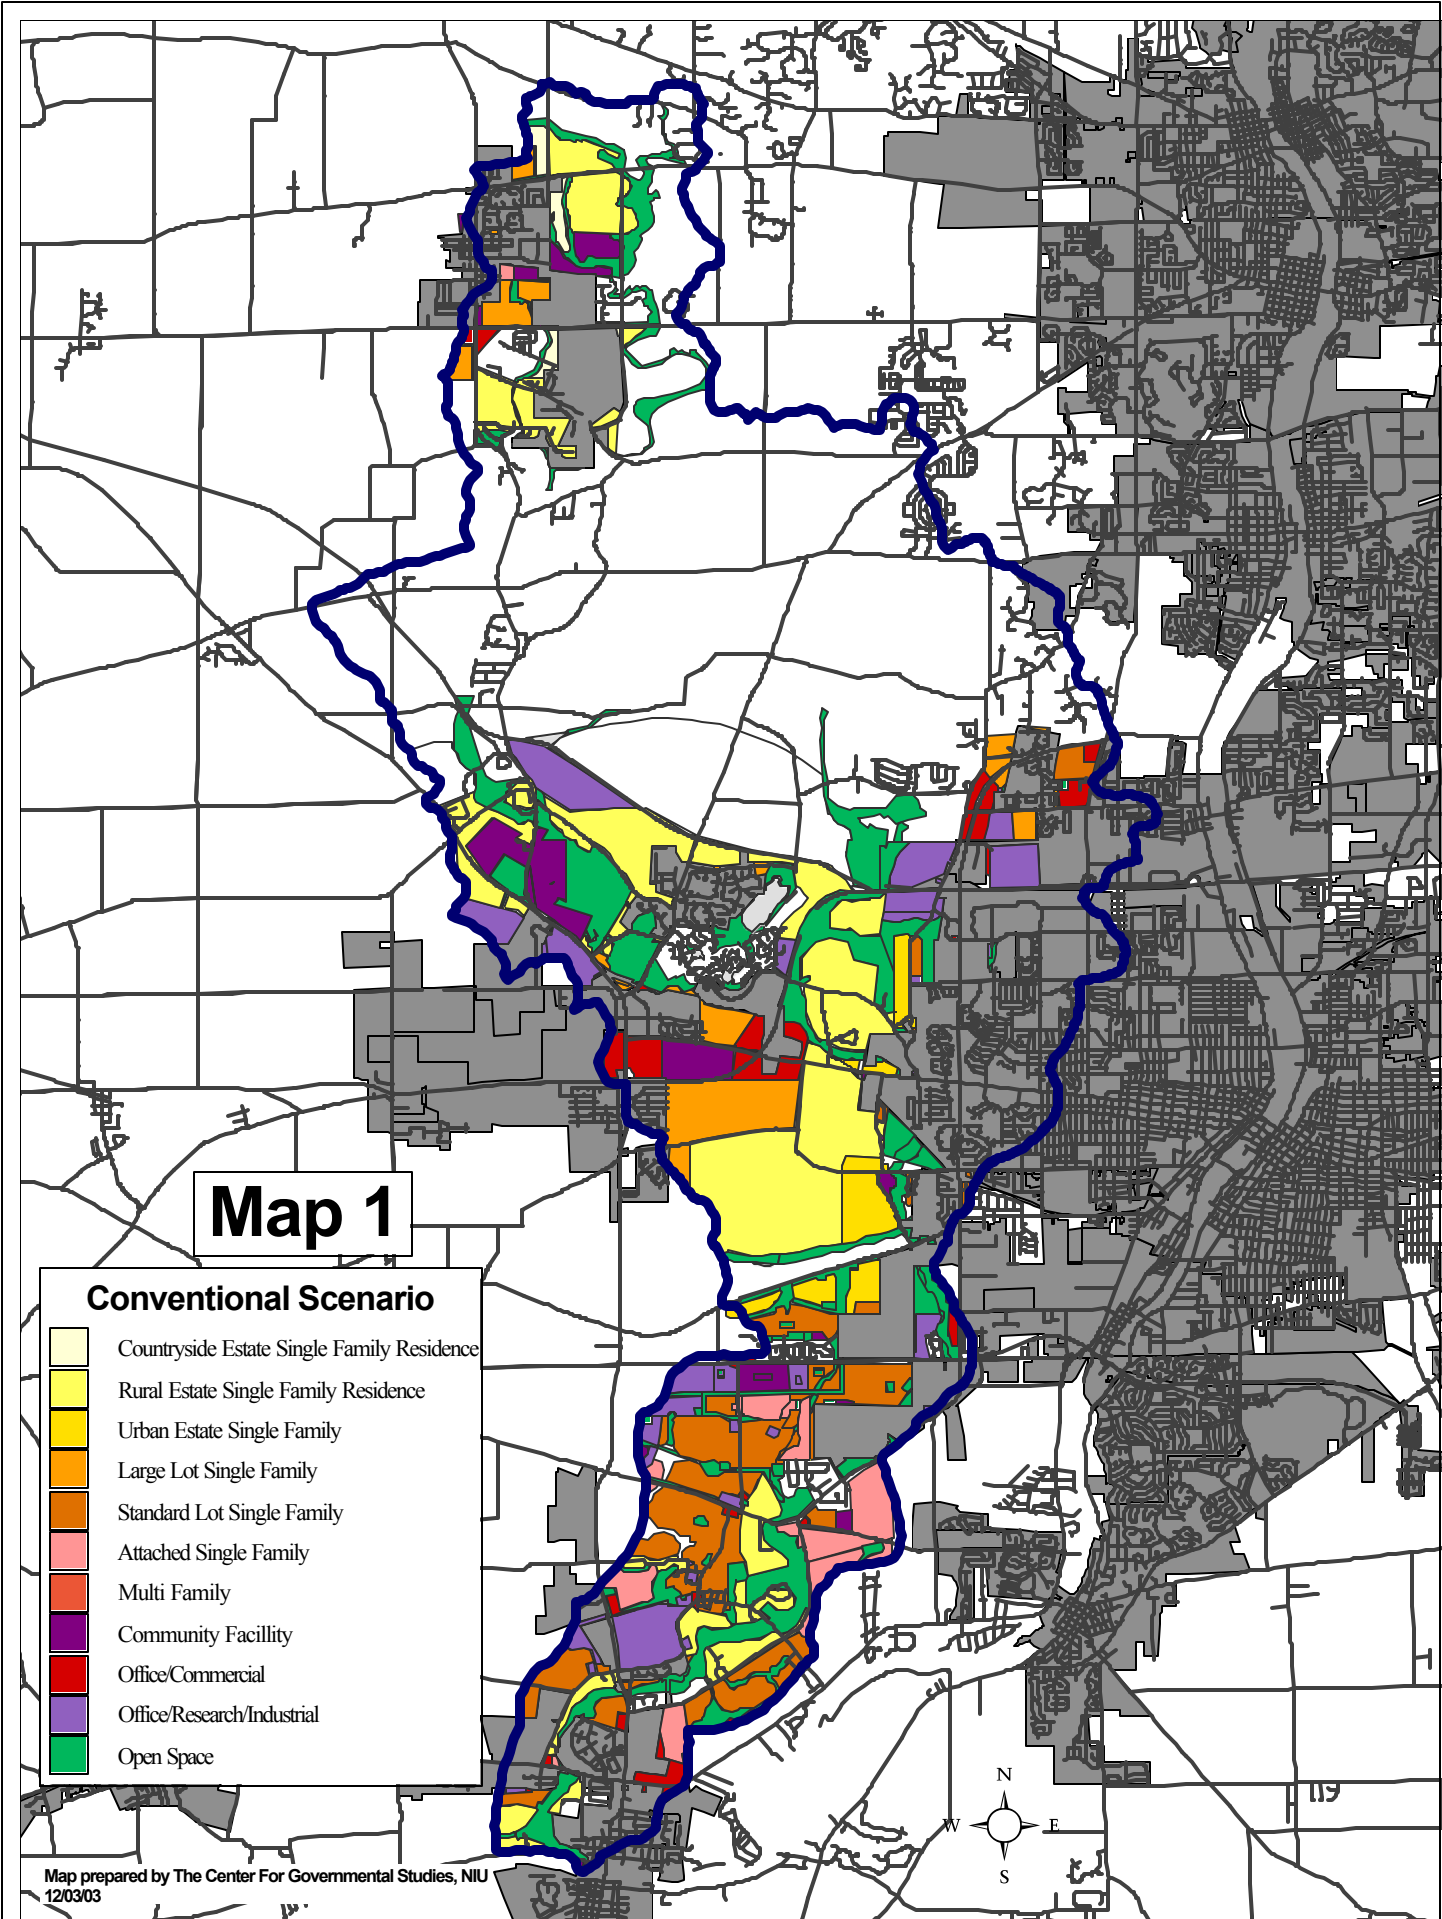 Map 1
Conventional Scenario
Countryside Estate Single Family Residence
Rural Estate Single Family Residence
Urban Estate Single Family
Large Lot Single Family
Standard Lot Single Family
Attached Single Family
Multi Family
Community Facillity
Office/Commercial
Office/Research/Industrial
Open Space
N
W E
S
Map prepared by The Center For Governmental Studies, NIU
12/03/03